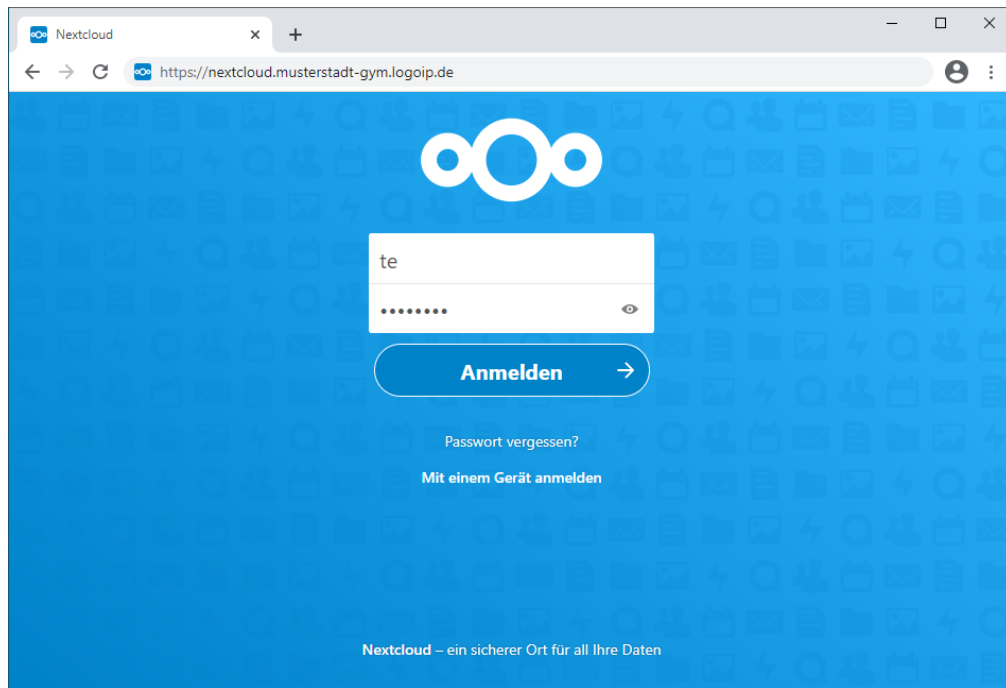 Nextcloud
https://nextcloud.musterstadt-gym.logoip.de
te
••••••••
Anmelden
Passwort vergessen?
Mit einem Gerät anmelden
Nextcloud – ein sicherer Ort für all Ihre Daten